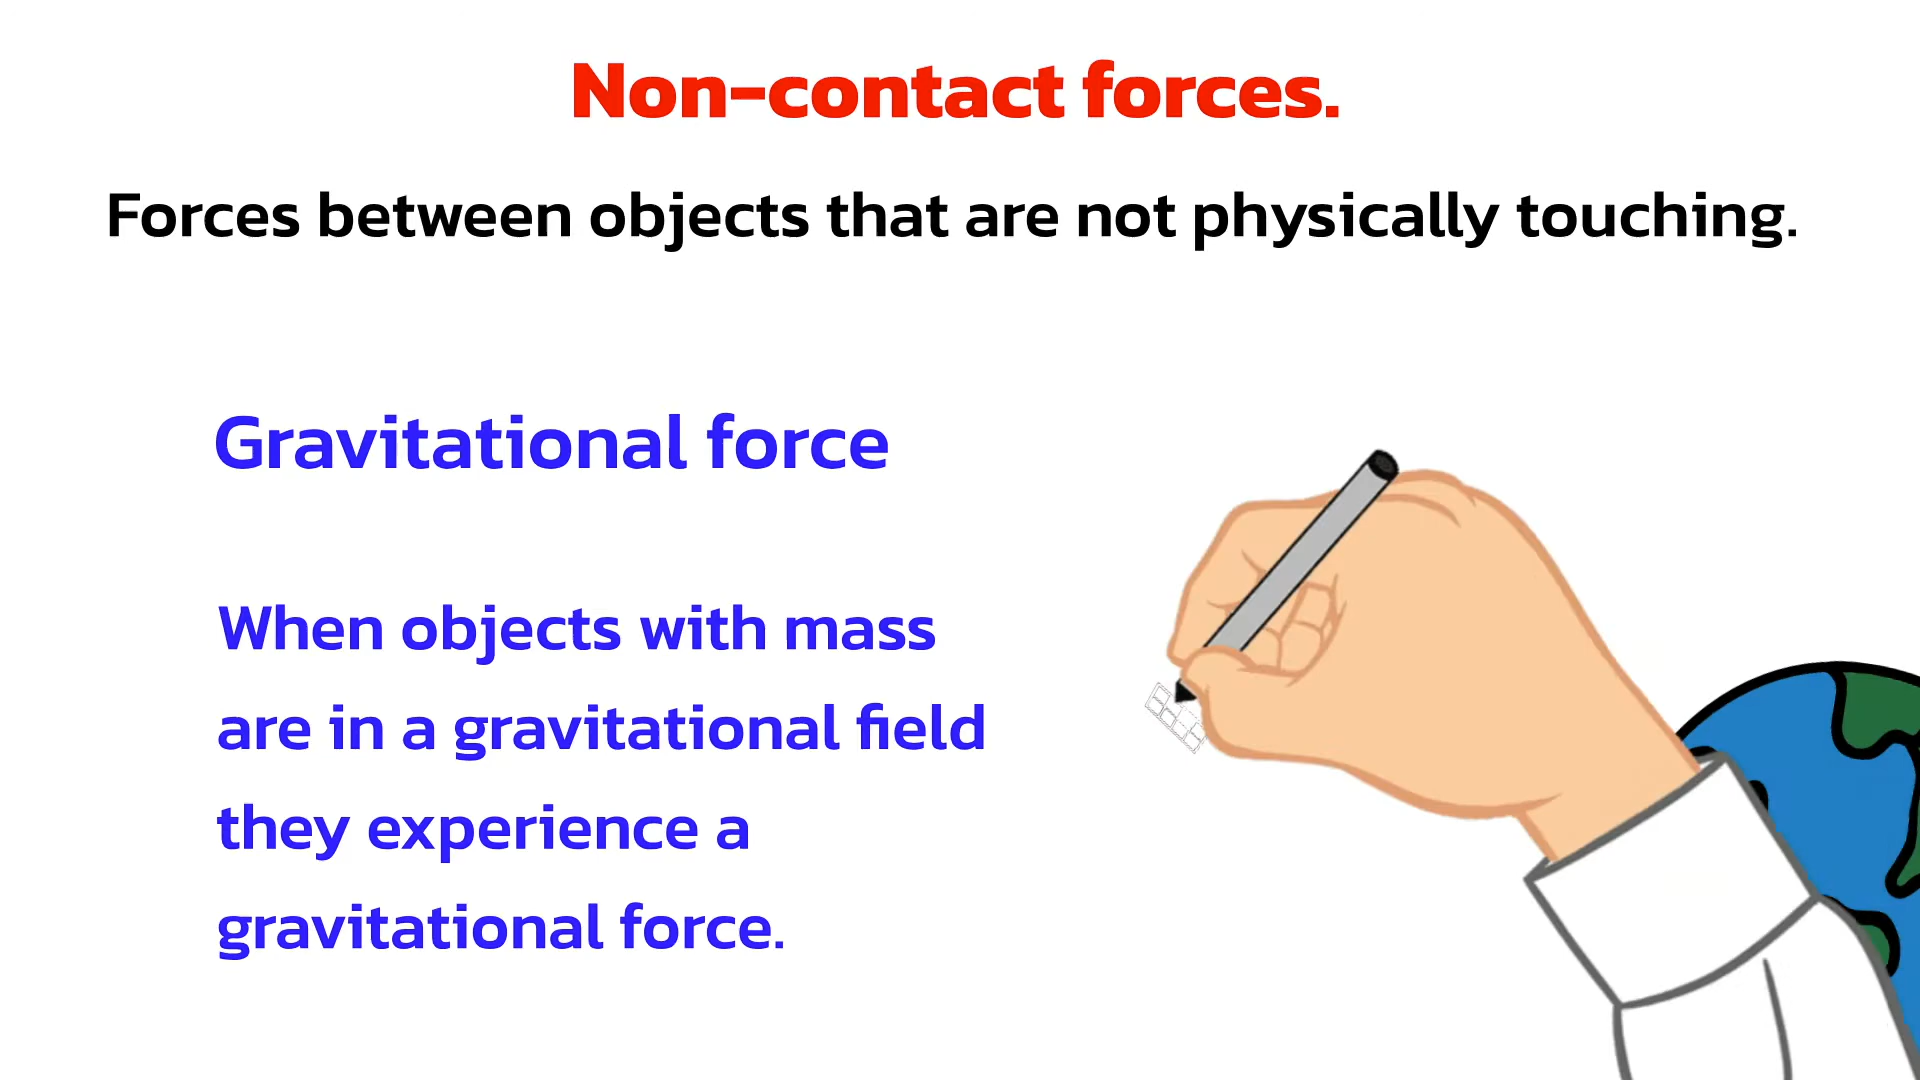 Non-contact forces.
Forces between objects that are not physically touching.
Gravitational force
When objects with mass
are in a gravitational field
they experience a
gravitational force.